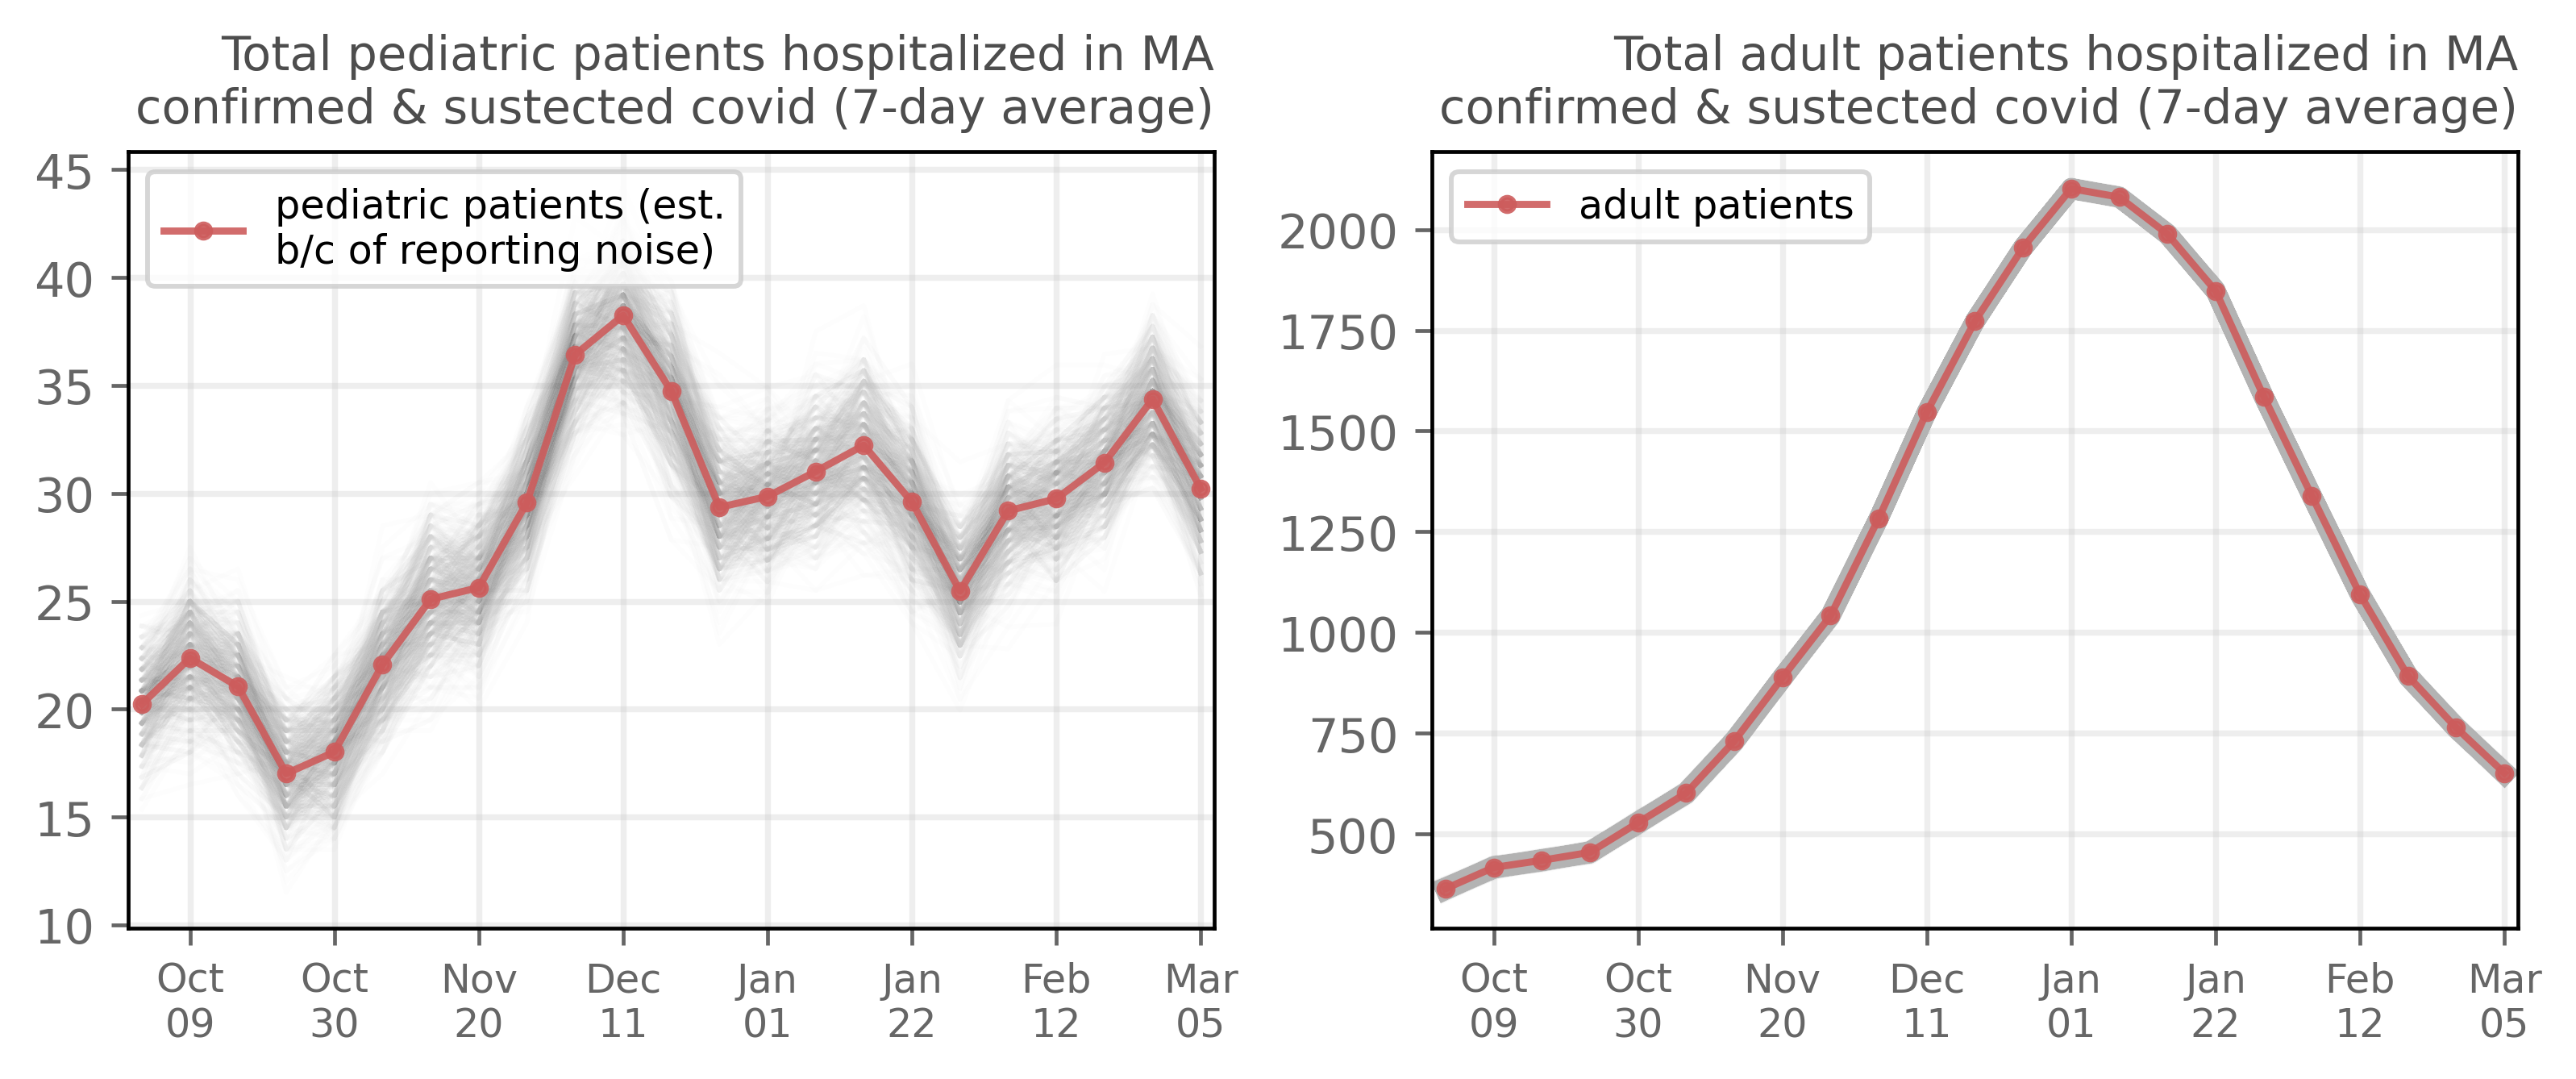 Total pediatric patients hospitalized in MA
confirmed & sustected covid (7-day average)
45
40
35
30
25
20
15
10
pediatric patients (est.
b/c of reporting noise)
Oct
09
Oct
30
Nov
20
Dec
11
Jan
01
Jan
22
Feb
12
Mar
05
Total adult patients hospitalized in MA
confirmed & sustected covid (7-day average)
2000
1750
1500
1250
1000
750
500
adult patients
Oct
09
Oct
30
Nov
20
Dec
11
Jan
01
Jan
22
Feb
12
Mar
05